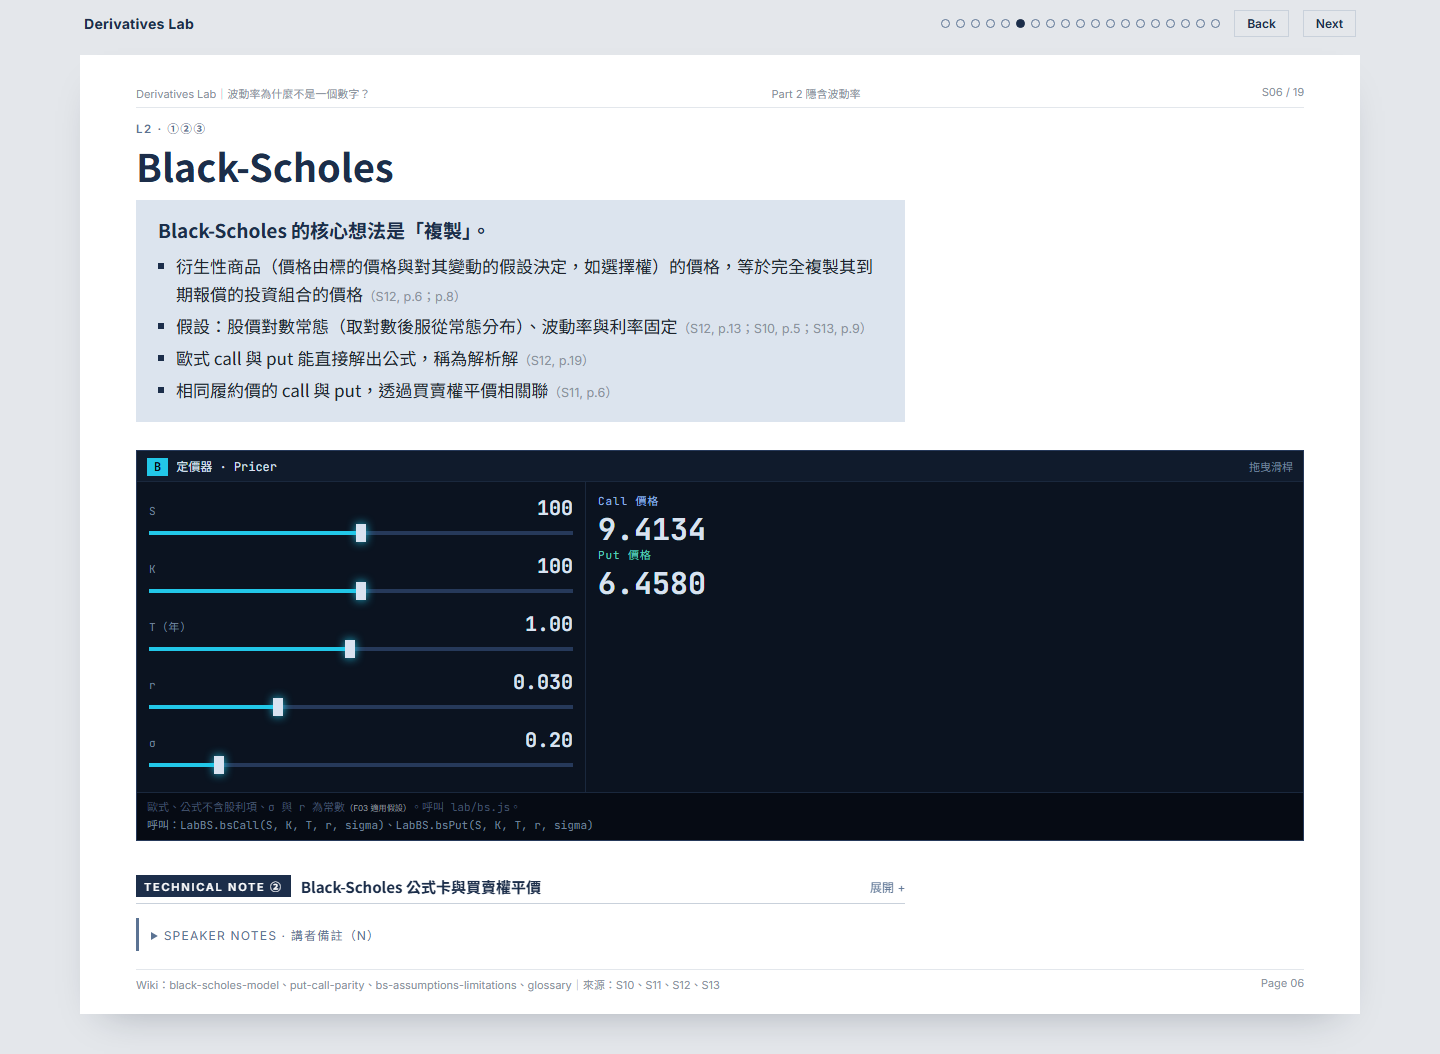 Derivatives Lab
Back
Next
Derivatives Lab｜波動率為什麼不是一個數字？
Part 2 隱含波動率
S06 / 19
L2 · ①②③
Black-Scholes
Black-Scholes 的核心想法是「複製」。
衍生性商品（價格由標的價格與對其變動的假設決定，如選擇權）的價格，等於完全複製其到
期報償的投資組合的價格（S12, p.6；p.8）
假設：股價對數常態（取對數後服從常態分布）、波動率與利率固定（S12, p.13；S10, p.5；S13, p.9）
歐式 call 與 put 能直接解出公式，稱為解析解（S12, p.19）
相同履約價的 call 與 put，透過買賣權平價相關聯（S11, p.6）
B 定價器 · Pricer
拖曳滑桿
S 100
K 100
T（年） 1.00
r 0.030
σ 0.20
Call 價格
9.4134
Put 價格
6.4580
歐式、公式不含股利項、σ 與 r 為常數（F03 適用假設）。呼叫 lab/bs.js。
呼叫：LabBS.bsCall(S, K, T, r, sigma)、LabBS.bsPut(S, K, T, r, sigma)
TECHNICAL NOTE ② Black-Scholes 公式卡與買賣權平價
展開 +
▶ SPEAKER NOTES · 講者備註（N）
Wiki：black-scholes-model、put-call-parity、bs-assumptions-limitations、glossary｜來源：S10、S11、S12、S13
Page 06